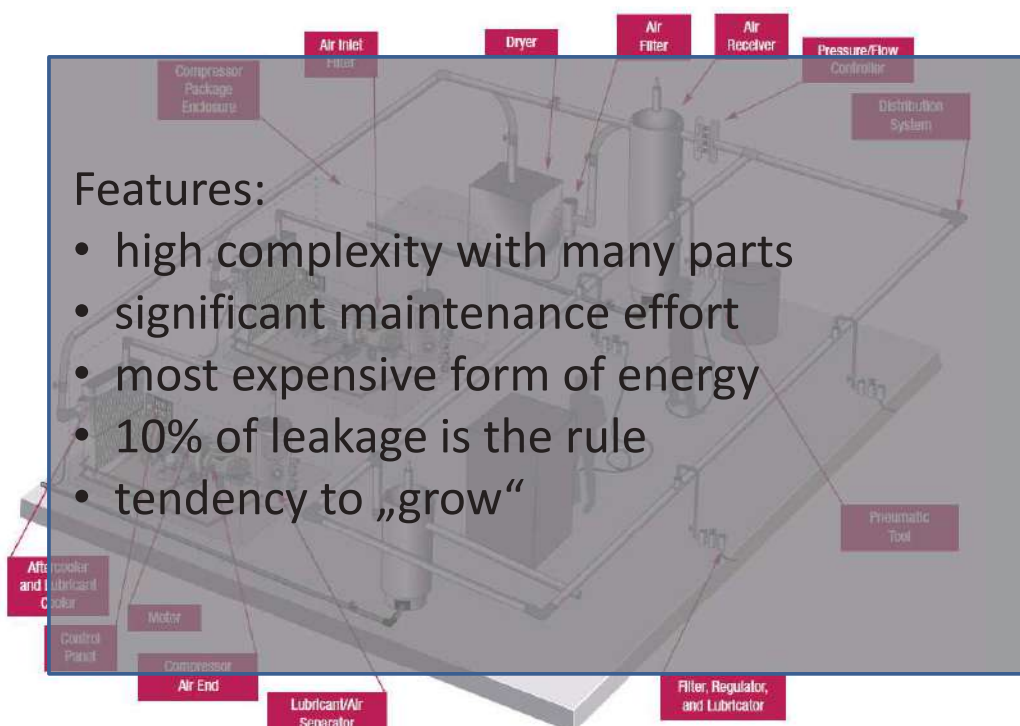 Air Inlet
Filter
Dryer
Air
Filter
Air
Receiver
Pressure/Flow
Controller
Compressor
Package
Enclosure
Distribution
System
Features:
• high complexity with many parts
• significant maintenance effort
• most expensive form of energy
• 10% of leakage is the rule
• tendency to „grow“
Pneumatic
Tool
Aftercooler
and Lubricant
Cooler
Motor
Control
Panel
Compressor
Air End
Lubricant/Air
Separator
Filter, Regulator,
and Lubricator